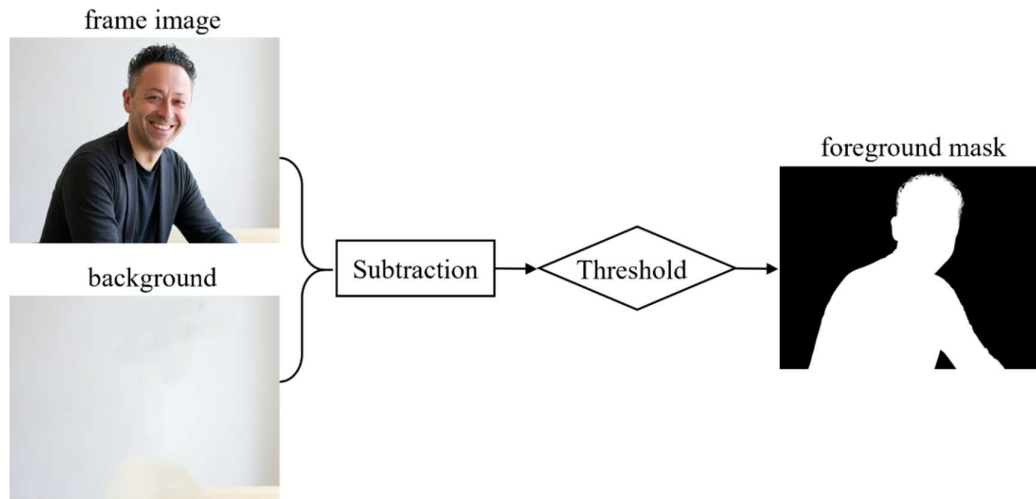 frame image
background
Subtraction
Threshold
foreground mask